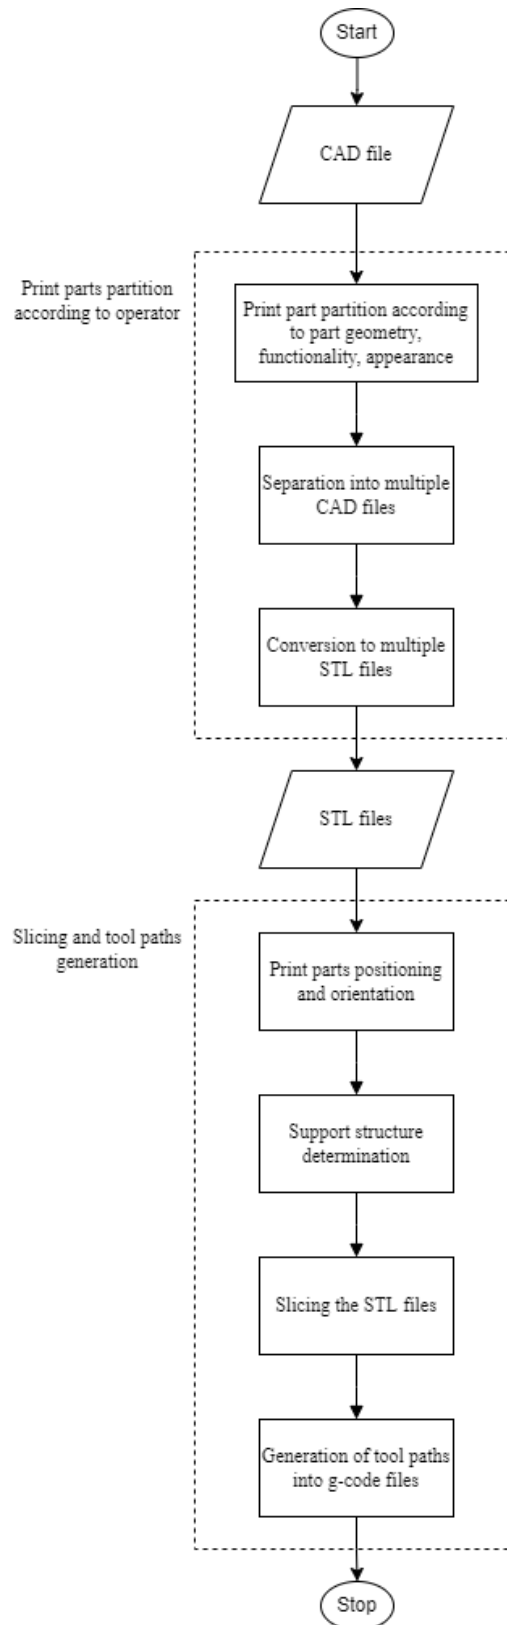 Start
CAD file
Print parts partition
according to operator
Print part partition according
to part geometry,
functionality, appearance
Separation into multiple
CAD files
Conversion to multiple
STL files
STL files
Slicing and tool paths
generation
Print parts positioning
and orientation
Support structure
determination
Slicing the STL files
Generation of tool paths
into g-code files
Stop